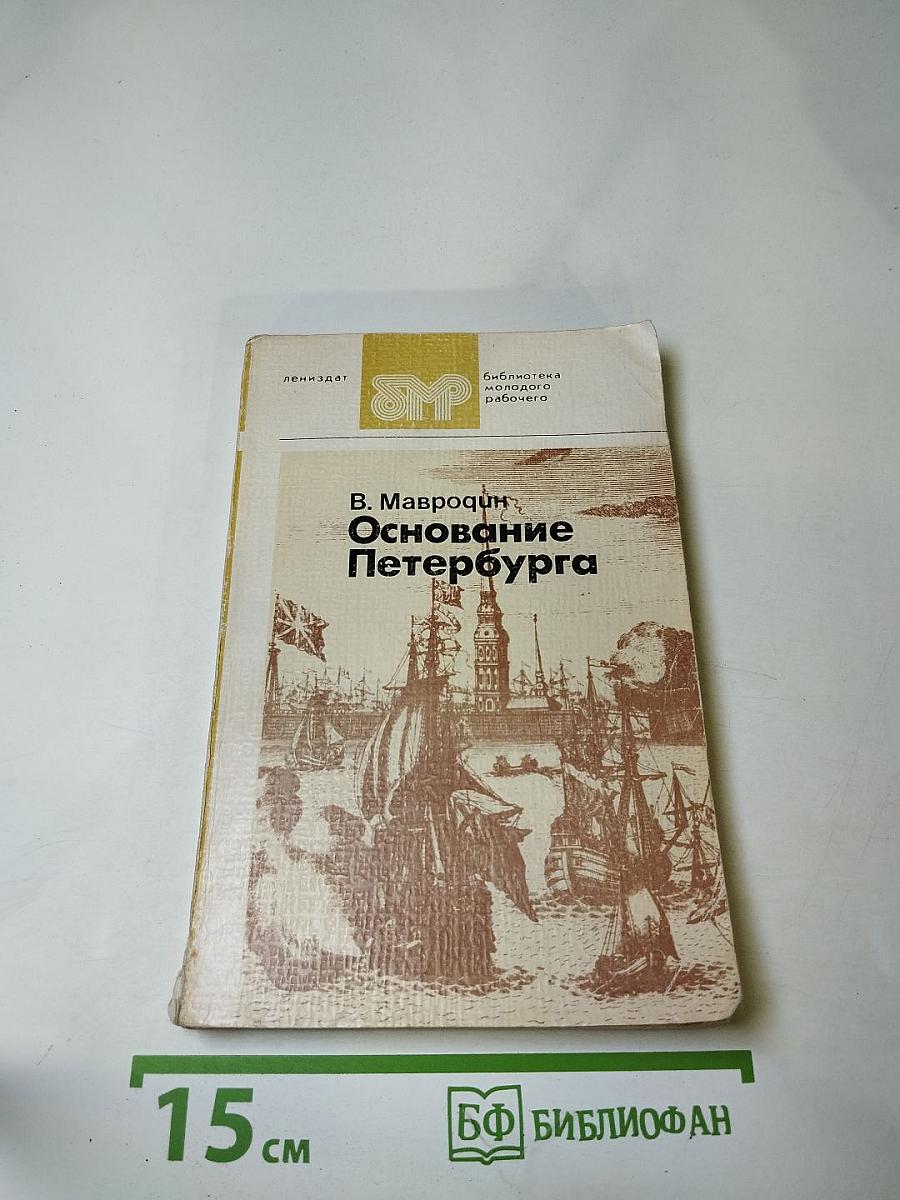 лениздат
бмр
библиотека
молодого
рабочего
В. Мавродин
Основание
Петербурга
15 см
БФ БИБЛИОФАН